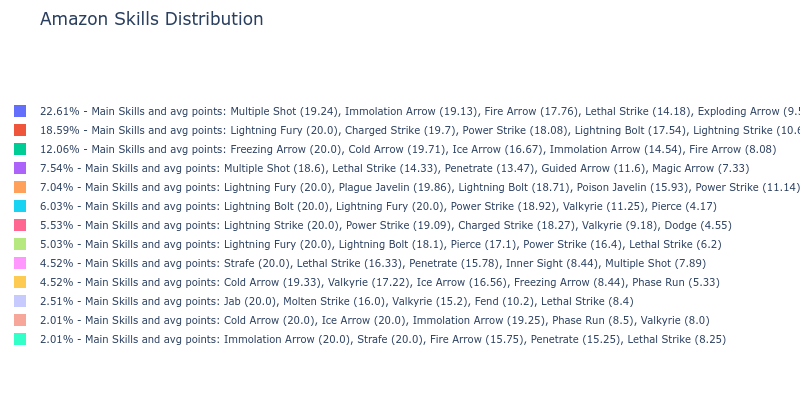 Amazon Skills Distribution
22.61% - Main Skills and avg points: Multiple Shot (19.24), Immolation Arrow (19.13), Fire Arrow (17.76), Lethal Strike (14.18), Exploding Arrow (9.5
18.59% - Main Skills and avg points: Lightning Fury (20.0), Charged Strike (19.7), Power Strike (18.08), Lightning Bolt (17.54), Lightning Strike (10.6
12.06% - Main Skills and avg points: Freezing Arrow (20.0), Cold Arrow (19.71), Ice Arrow (16.67), Immolation Arrow (14.54), Fire Arrow (8.08)
7.54% - Main Skills and avg points: Multiple Shot (18.6), Lethal Strike (14.33), Penetrate (13.47), Guided Arrow (11.6), Magic Arrow (7.33)
7.04% - Main Skills and avg points: Lightning Fury (20.0), Plague Javelin (19.86), Lightning Bolt (18.71), Poison Javelin (15.93), Power Strike (11.14)
6.03% - Main Skills and avg points: Lightning Bolt (20.0), Lightning Fury (20.0), Power Strike (18.92), Valkyrie (11.25), Pierce (4.17)
5.53% - Main Skills and avg points: Lightning Strike (20.0), Power Strike (19.09), Charged Strike (18.27), Valkyrie (9.18), Dodge (4.55)
5.03% - Main Skills and avg points: Lightning Fury (20.0), Lightning Bolt (18.1), Pierce (17.1), Power Strike (16.4), Lethal Strike (6.2)
4.52% - Main Skills and avg points: Strafe (20.0), Lethal Strike (16.33), Penetrate (15.78), Inner Sight (8.44), Multiple Shot (7.89)
4.52% - Main Skills and avg points: Cold Arrow (19.33), Valkyrie (17.22), Ice Arrow (16.56), Freezing Arrow (8.44), Phase Run (5.33)
2.51% - Main Skills and avg points: Jab (20.0), Molten Strike (16.0), Valkyrie (15.2), Fend (10.2), Lethal Strike (8.4)
2.01% - Main Skills and avg points: Cold Arrow (20.0), Ice Arrow (20.0), Immolation Arrow (19.25), Phase Run (8.5), Valkyrie (8.0)
2.01% - Main Skills and avg points: Immolation Arrow (20.0), Strafe (20.0), Fire Arrow (15.75), Penetrate (15.25), Lethal Strike (8.25)